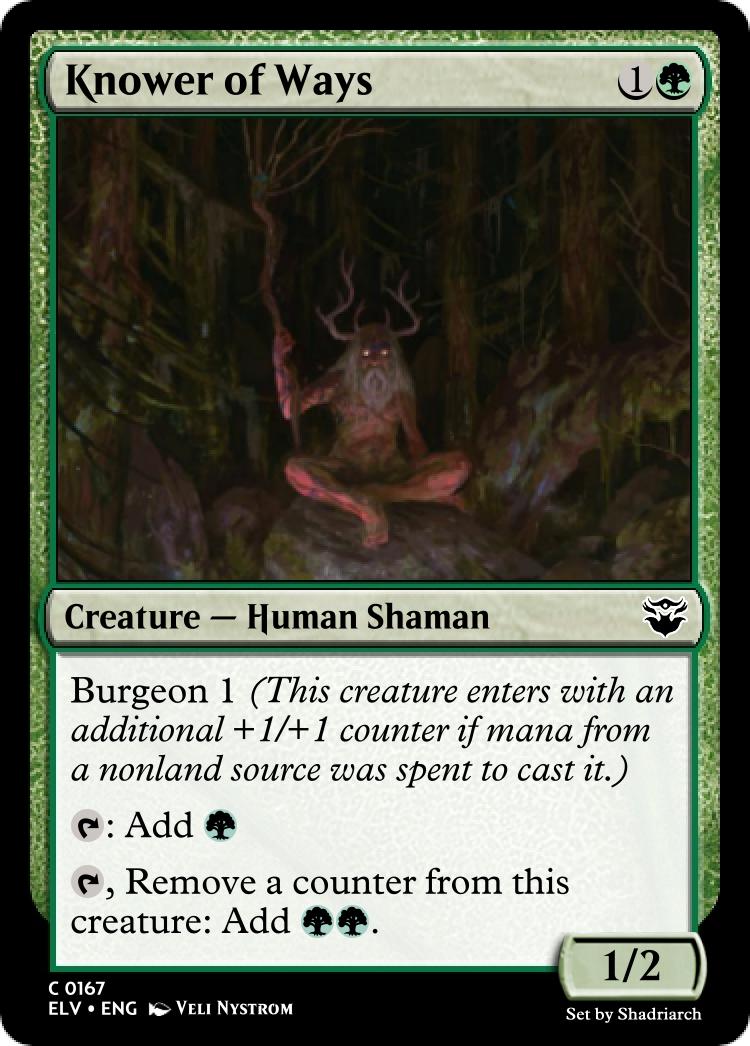 Knower of Ways 1
Creature — Human Shaman
Burgeon 1 (This creature enters with an
additional +1/+1 counter if mana from
a nonland source was spent to cast it.)
: Add
, Remove a counter from this
creature: Add .
1/2
C 0167
ELV • ENG VELI NYSTROM
Set by Shadriarch